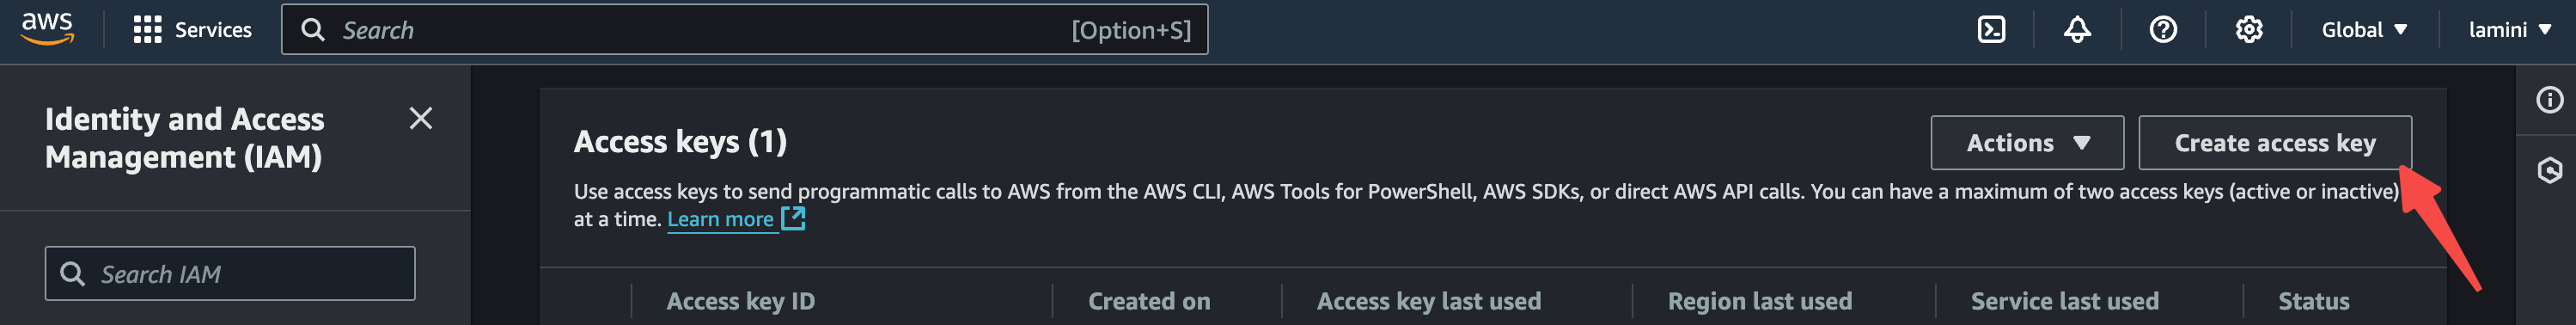 aws
Services
Search
[Option+S]
Global
lamini
Identity and Access
Management (IAM)
Search IAM
Access keys (1)
Actions
Create access key
Use access keys to send programmatic calls to AWS from the AWS CLI, AWS Tools for PowerShell, AWS SDKs, or direct AWS API calls. You can have a maximum of two access keys (active or inactive)
at a time. Learn more
Access key ID
Created on
Access key last used
Region last used
Service last used
Status